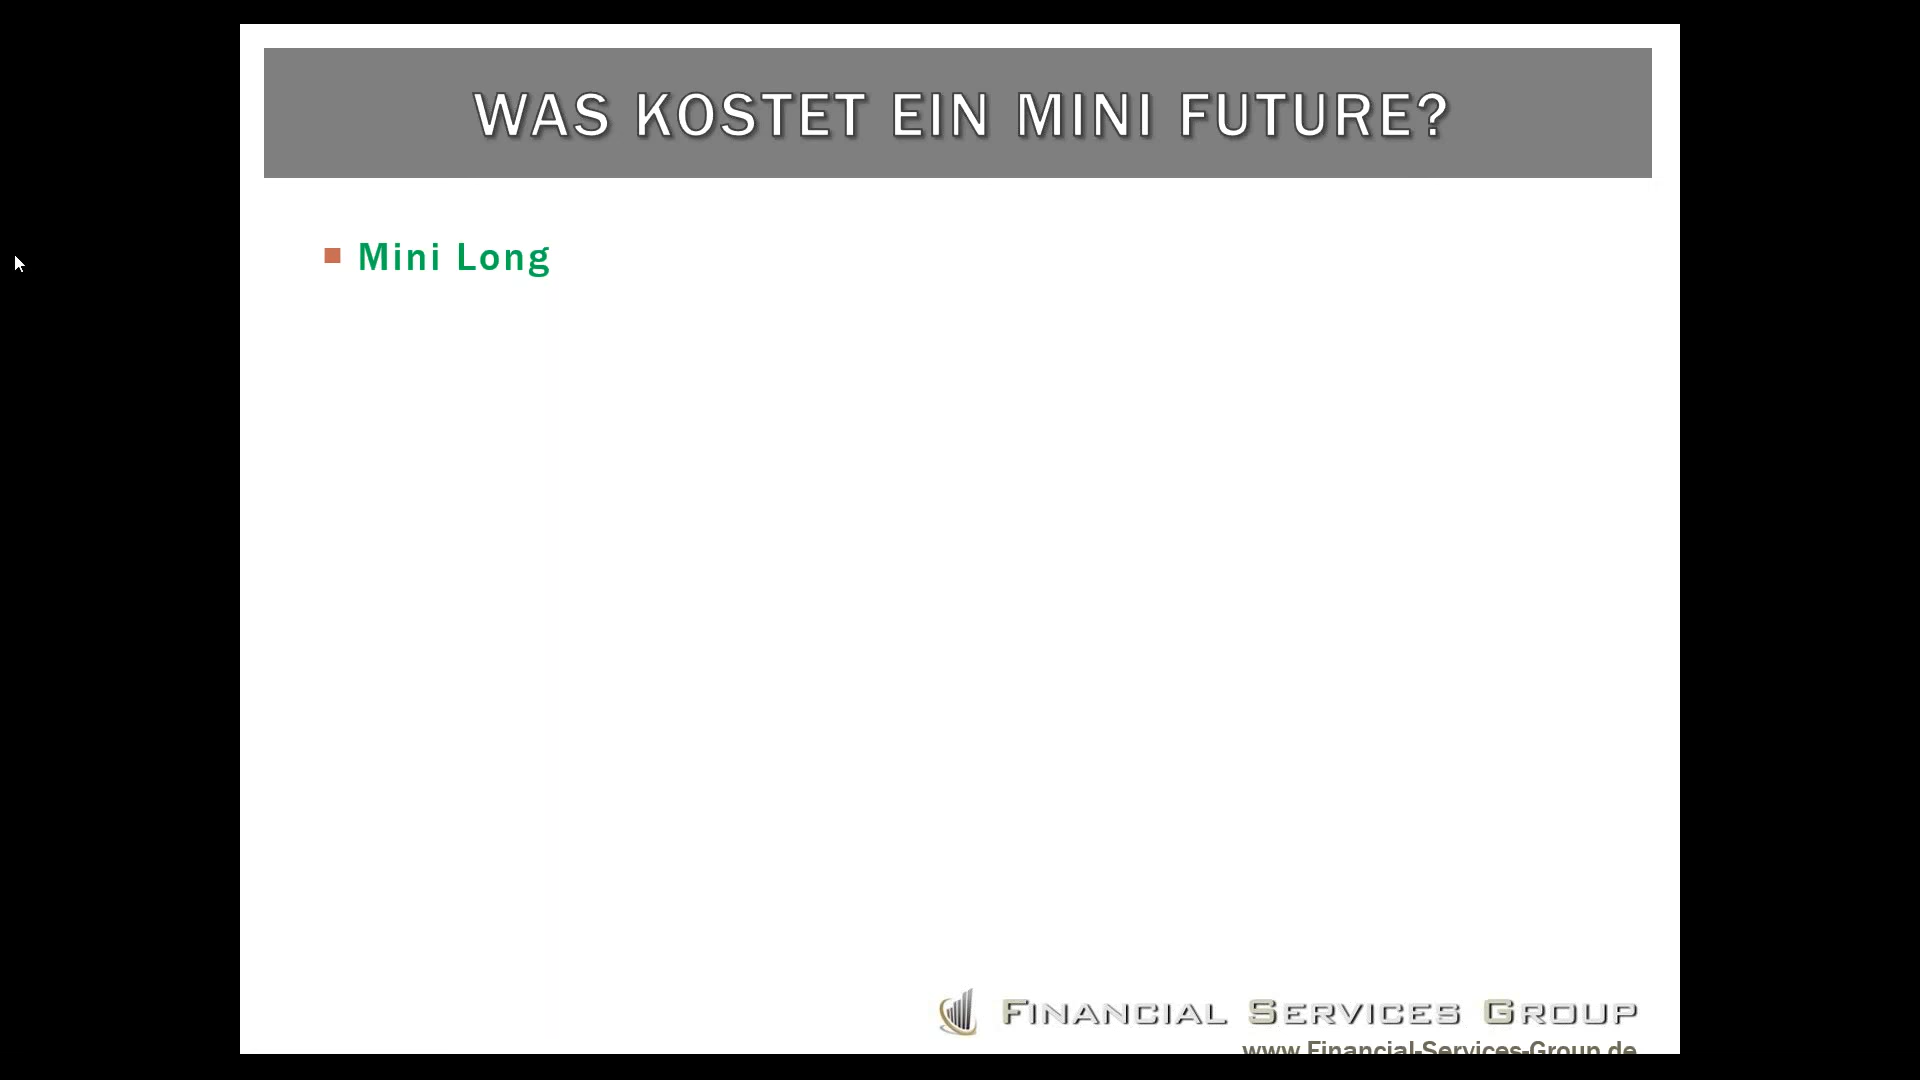 WAS KOSTET EIN MINI FUTURE?
Mini Long
FINANCIAL SERVICES GROUP
www.Financial-Services-Group.de